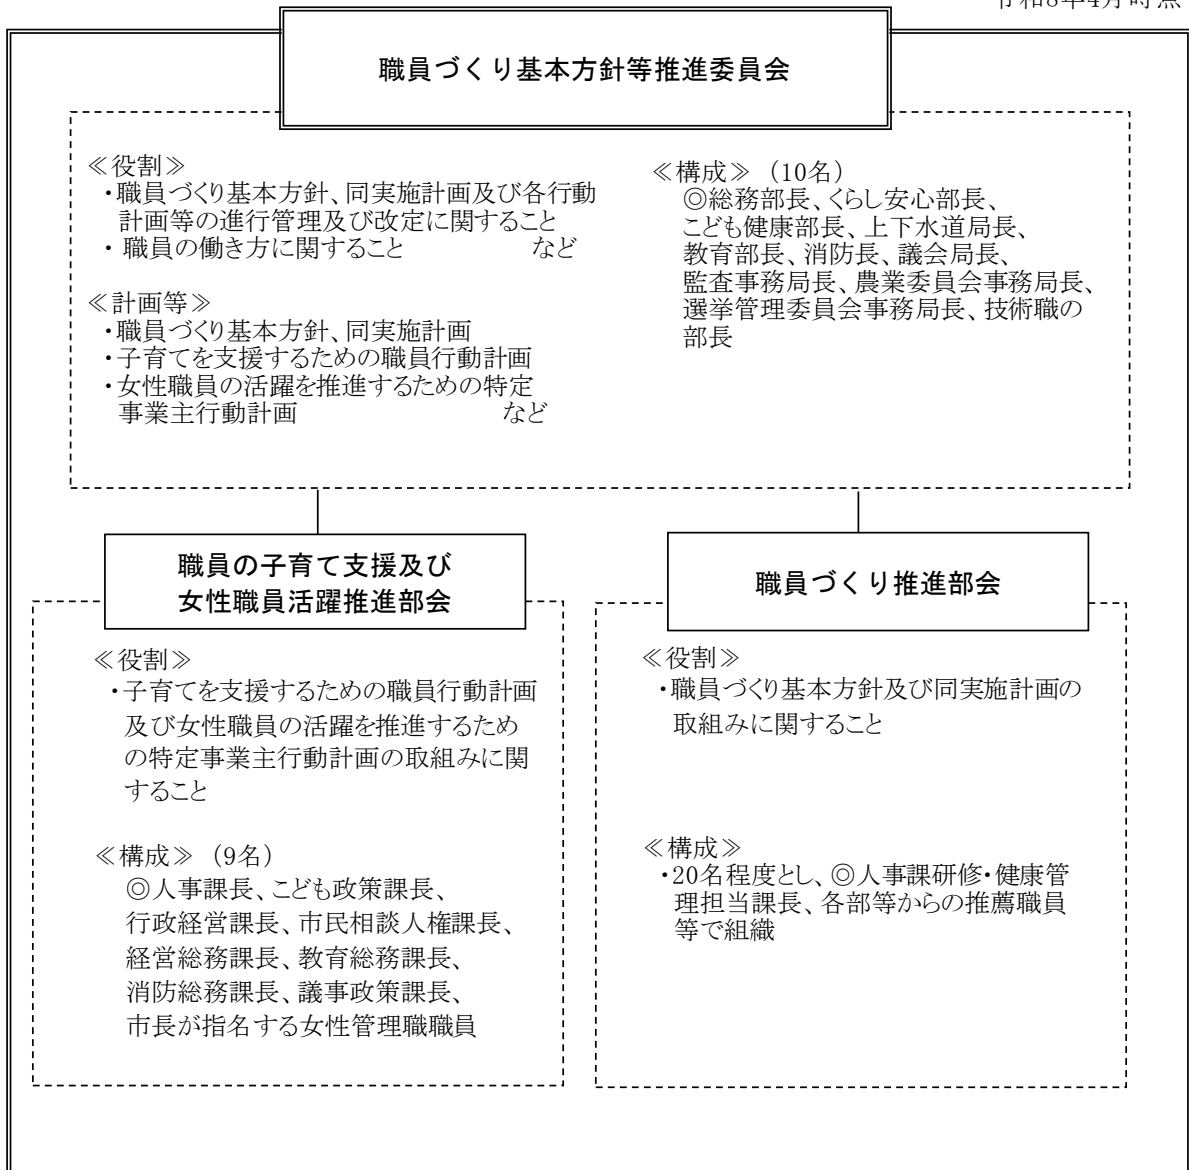 令和8年4月時点
職員づくり基本方針等推進委員会
≪役割≫
・職員づくり基本方針、同実施計画及び各行動
計画等の進行管理及び改定に関すること
・ 職員の働き方に関すること　　　　　　など
≪計画等≫
・職員づくり基本方針、同実施計画
・子育てを支援するための職員行動計画
・女性職員の活躍を推進するための特定
事業主行動計画　　　　　　　　　など
≪構成≫（10名）
◎総務部長、くらし安心部長、
こども健康部長、上下水道局長、
教育部長、消防長、議会局長、
監査事務局長、農業委員会事務局長、
選挙管理委員会事務局長、技術職の
部長
職員の子育て支援及び
女性職員活躍推進部会
≪役割≫
・子育てを支援するための職員行動計画
及び女性職員の活躍を推進するため
の特定事業主行動計画の取組みに関
すること
≪構成≫（9名）
◎人事課長、こども政策課長、
行政経営課長、市民相談人権課長、
経営総務課長、教育総務課長、
消防総務課長、議事政策課長、
市長が指名する女性管理職職員
職員づくり推進部会
≪役割≫
・職員づくり基本方針及び同実施計画の
取組みに関すること
≪構成≫
・20名程度とし、◎人事課研修・健康管
理担当課長、各部等からの推薦職員
等で組織